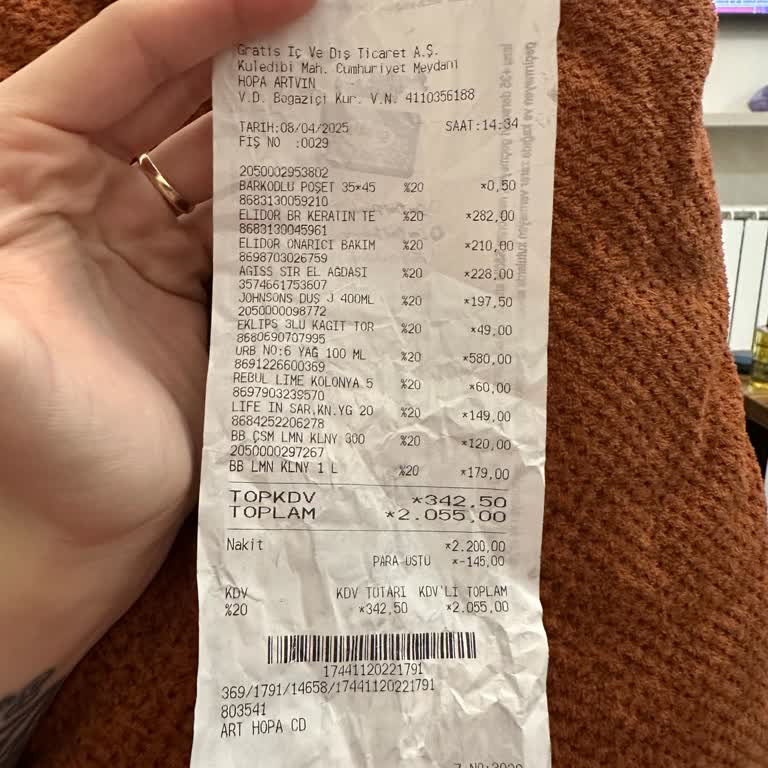 Gratis İç Ve Dış Ticaret A.Ş.
Kuledibi Mah. Cumhuriyet Meydanı
HOPA ARTVİN
V.D. Bogaziçi Kur. V.N. 4110356188
TARIH:08/04/2025 SAAT:14:34
FİŞ NO :0029
2050002953802
BARKODLU POŞET 35*45 %20 *0,50
8683130059210
ELIDOR BR KERATIN TE %20 *282,00
8683130045961
ELIDOR ONARICI BAKIM %20 *210,00
8698703026759
AGISS SIR EL AGDASI %20 *228,00
3574661753607
JOHNSONS DUŞ J 400ML %20 *197,50
2050000098772
EKLIPS 3LU KAGIT TOR %20 *49,00
8680690707995
URB NO:6 YAĞ 100 ML %20 *580,00
8691226600369
REBUL LIME KOLONYA 5 %20 *60,00
8697903239570
LIFE IN SAR.KN.YG 20 %20 *149,00
8684252206278
BB ÇSM LMN KLNY 300 %20 *120,00
2050000297267
BB LMN KLNY 1 L %20 *179,00
TOPKDV *342,50
TOPLAM *2.055,00
Nakit *2.200,00
PARA ÜSTÜ *-145,00
KDV KDV TUTARI KDV'Lİ TOPLAM
%20 *342,50 *2.055,00
17441120221791
369/1791/14658/17441120221791
803541
ART HOPA CD